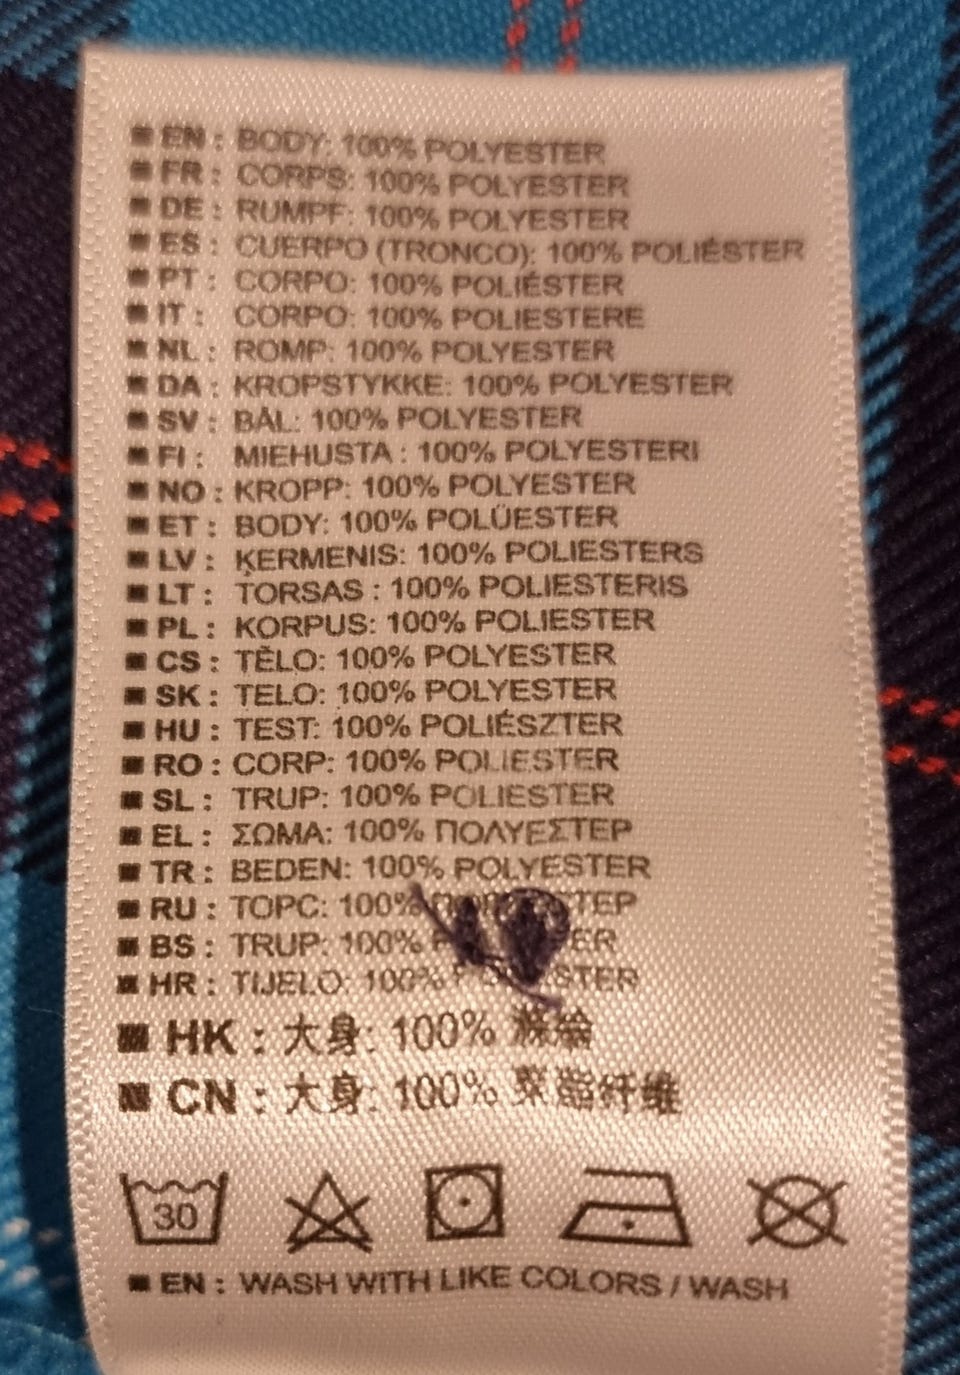 EN : BODY: 100% POLYESTER
FR : CORPS: 100% POLYESTER
DE : RUMPF: 100% POLYESTER
ES : CUERPO (TRONCO): 100% POLIÉSTER
PT : CORPO: 100% POLIÉSTER
IT : CORPO: 100% POLIESTERE
NL : ROMP: 100% POLYESTER
DA : KROPSTYKKE: 100% POLYESTER
SV : BÅL: 100% POLYESTER
FI : MIEHUSTA : 100% POLYESTERI
NO : KROPP: 100% POLYESTER
ET : BODY: 100% POLÜESTER
LV : ĶERMENIS: 100% POLIESTERS
LT : TORSAS : 100% POLIESTERIS
PL : KORPUS: 100% POLIESTER
CS : TĚLO: 100% POLYESTER
SK : TELO: 100% POLYESTER
HU : TEST: 100% POLIÉSZTER
RO : CORP: 100% POLIESTER
SL : TRUP: 100% POLIESTER
EL : ΣΩΜΑ: 100% ΠΟΛΥΕΣΤΕΡ
TR : BEDEN: 100% POLYESTER
RU : ТОРС: 100%
BS : TRUP: 100%
HR : TIJELO: 100%
HK : 大身: 100% 滌綸
CN : 大身: 100% 聚酯纤维
30
EN : WASH WITH LIKE COLORS / WASH